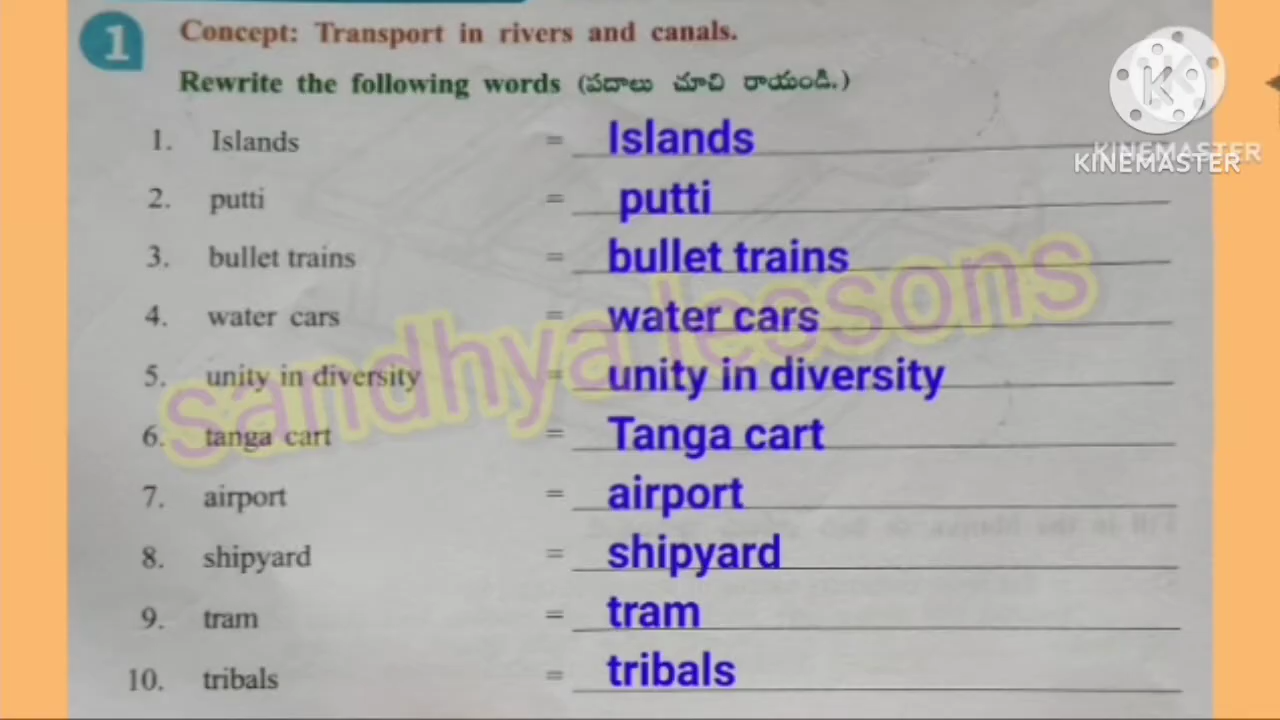 1 Concept: Transport in rivers and canals.
Rewrite the following words (పదాలు చూచి రాయండి.)
KINEMASTER
KINEMASTER
1. Islands = Islands
2. putti = putti
3. bullet trains = bullet trains
4. water cars = water cars
5. unity in diversity = unity in diversity
6. tanga cart = Tanga cart
7. airport = airport
8. shipyard = shipyard
9. tram = tram
10. tribals = tribals
sandhya lessons